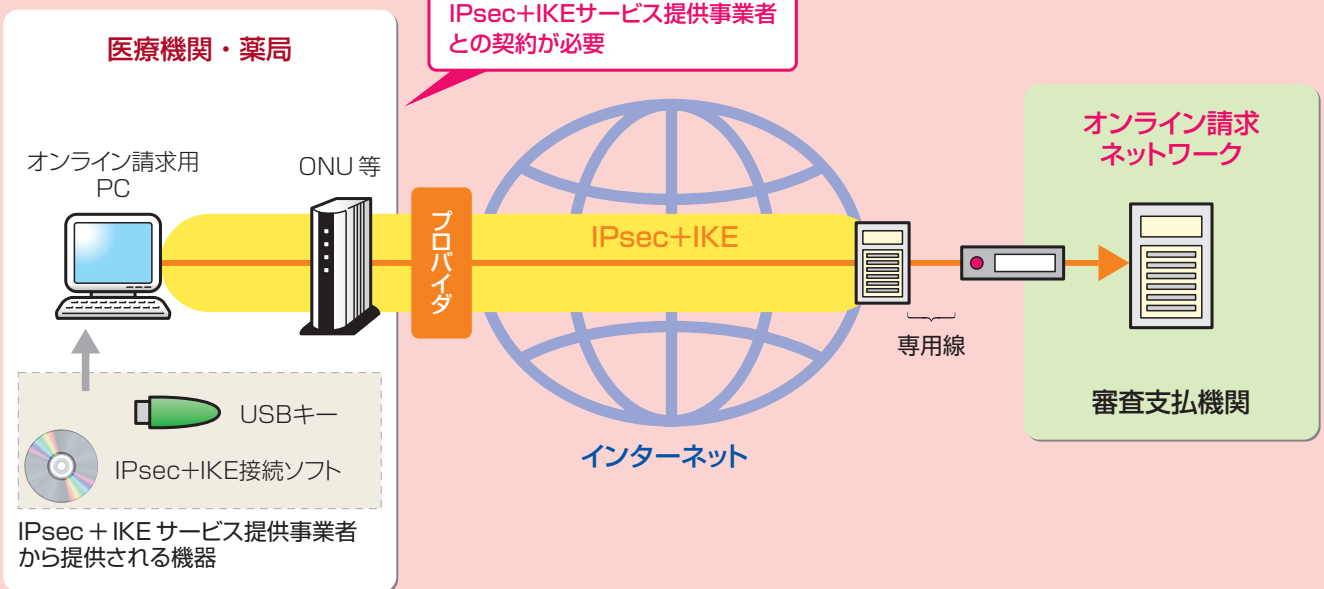 IPsec+IKEサービス提供事業者
との契約が必要
医療機関・薬局
オンライン請求用
PC
ONU 等
プロバイダ
IPsec+IKE
専用線
オンライン請求
ネットワーク
審査支払機関
インターネット
USBキー
IPsec+IKE接続ソフト
IPsec + IKE サービス提供事業者
から提供される機器